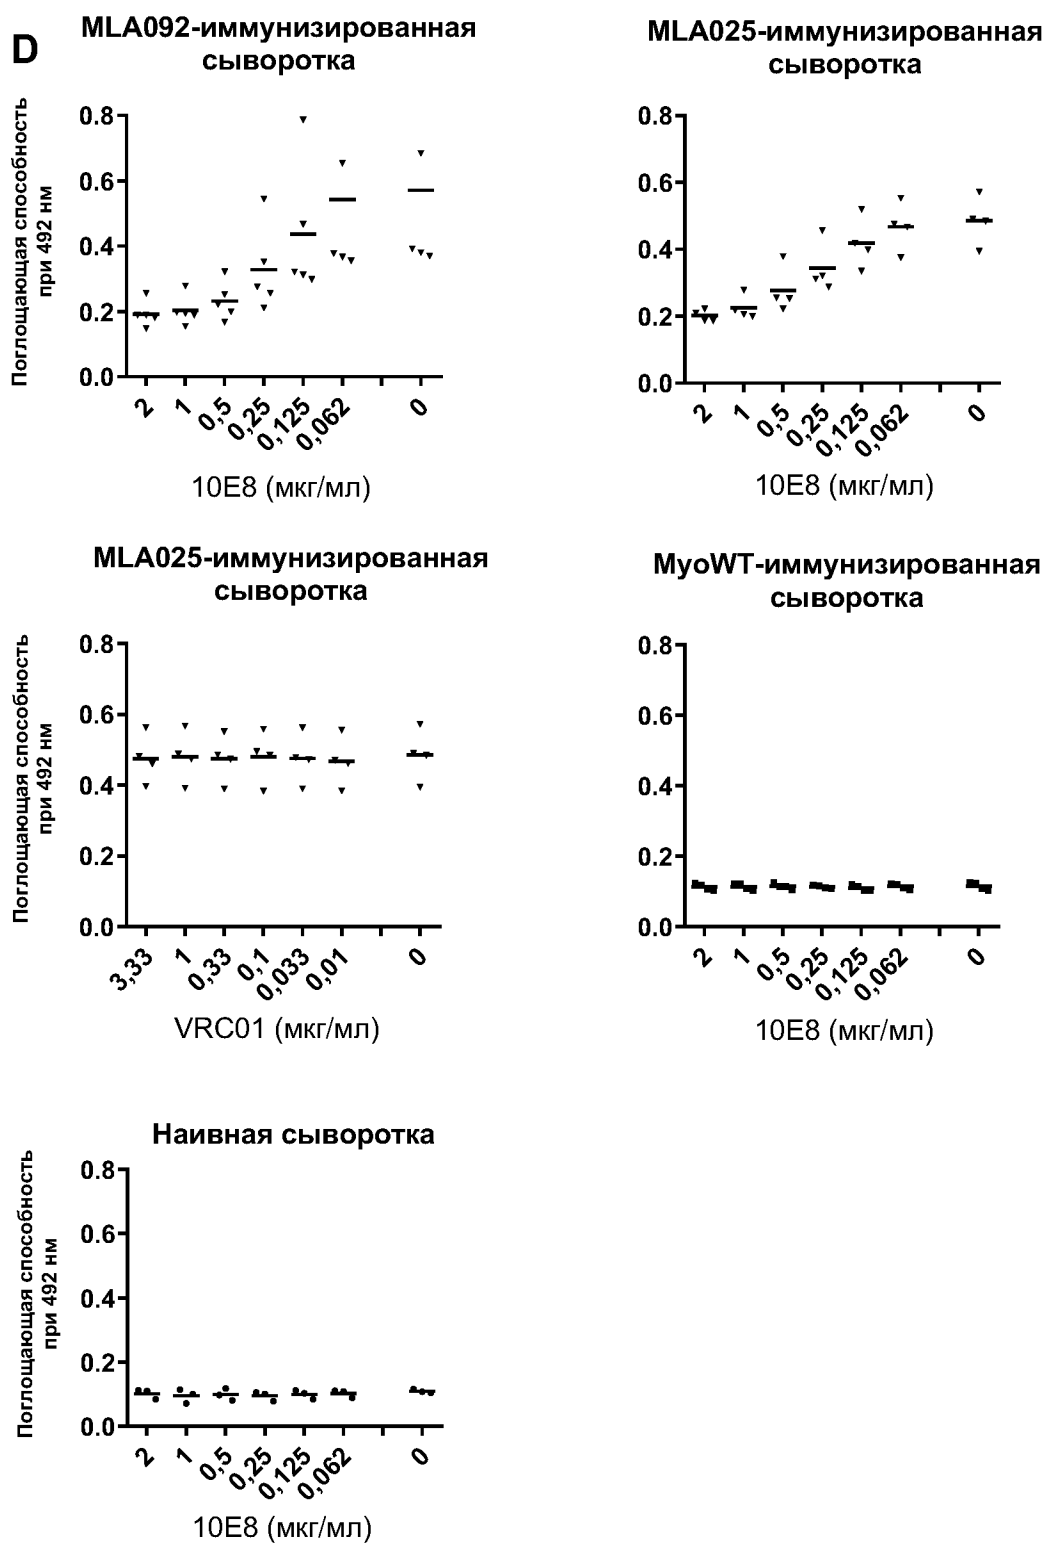 D
MLA092-иммунизированная
сыворотка
Поглощающая способность
при 492 нм
0.8
0.6
0.4
0.2
0.0
2
1
0,5
0,25
0,125
0,062
0
10E8 (мкг/мл)
MLA025-иммунизированная
сыворотка
0.8
0.6
0.4
0.2
0.0
2
1
0,5
0,25
0,125
0,062
0
10E8 (мкг/мл)
MLA025-иммунизированная
сыворотка
Поглощающая способность
при 492 нм
0.8
0.6
0.4
0.2
0.0
3,33
1
0,33
0,1
0,033
0,01
0
VRC01 (мкг/мл)
MyoWT-иммунизированная
сыворотка
0.8
0.6
0.4
0.2
0.0
2
1
0,5
0,25
0,125
0,062
0
10E8 (мкг/мл)
Наивная сыворотка
Поглощающая способность
при 492 нм
0.8
0.6
0.4
0.2
0.0
2
1
0,5
0,25
0,125
0,062
0
10E8 (мкг/мл)